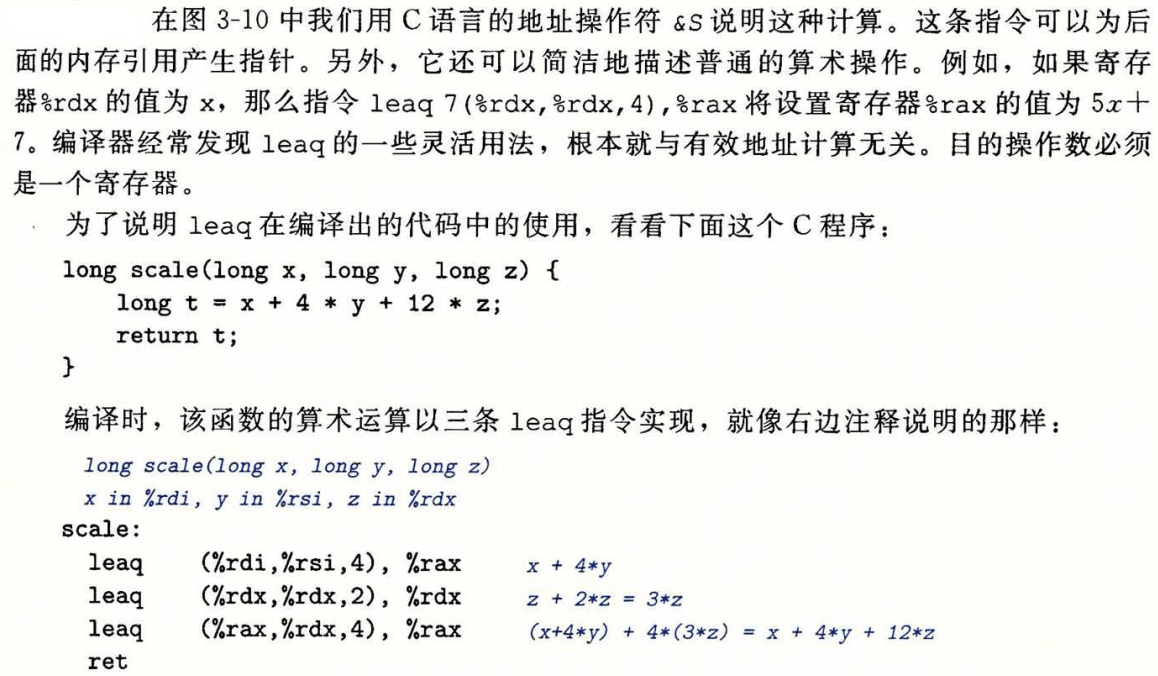 在图 3-10 中我们用 C 语言的地址操作符 &S 说明这种计算。这条指令可以为后
面的内存引用产生指针。另外，它还可以简洁地描述普通的算术操作。例如，如果寄存
器%rdx 的值为 x，那么指令 leaq 7(%rdx,%rdx,4),%rax 将设置寄存器%rax 的值为 5x＋
7。编译器经常发现 leaq 的一些灵活用法，根本就与有效地址计算无关。目的操作数必须
是一个寄存器。
为了说明 leaq 在编译出的代码中的使用，看看下面这个 C 程序：
long scale(long x, long y, long z) {
    long t = x + 4 * y + 12 * z;
    return t;
}
编译时，该函数的算术运算以三条 leaq 指令实现，就像右边注释说明的那样：
long scale(long x, long y, long z)
x in %rdi, y in %rsi, z in %rdx
scale:
  leaq    (%rdi,%rsi,4), %rax    x + 4*y
  leaq    (%rdx,%rdx,2), %rdx    z + 2*z = 3*z
  leaq    (%rax,%rdx,4), %rax    (x+4*y) + 4*(3*z) = x + 4*y + 12*z
  ret